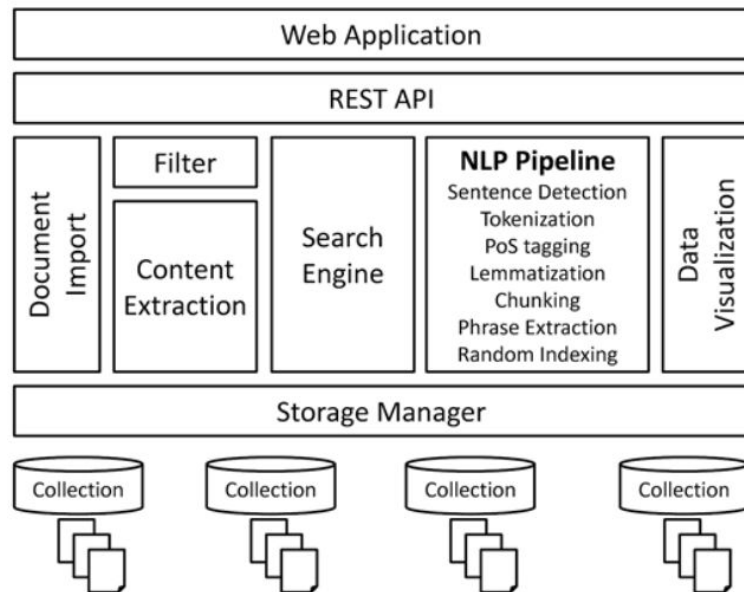 Web Application
REST API
Document
Import
Filter
Content
Extraction
Search
Engine
NLP Pipeline
Sentence Detection
Tokenization
PoS tagging
Lemmatization
Chunking
Phrase Extraction
Random Indexing
Data
Visualization
Storage Manager
Collection
Collection
Collection
Collection